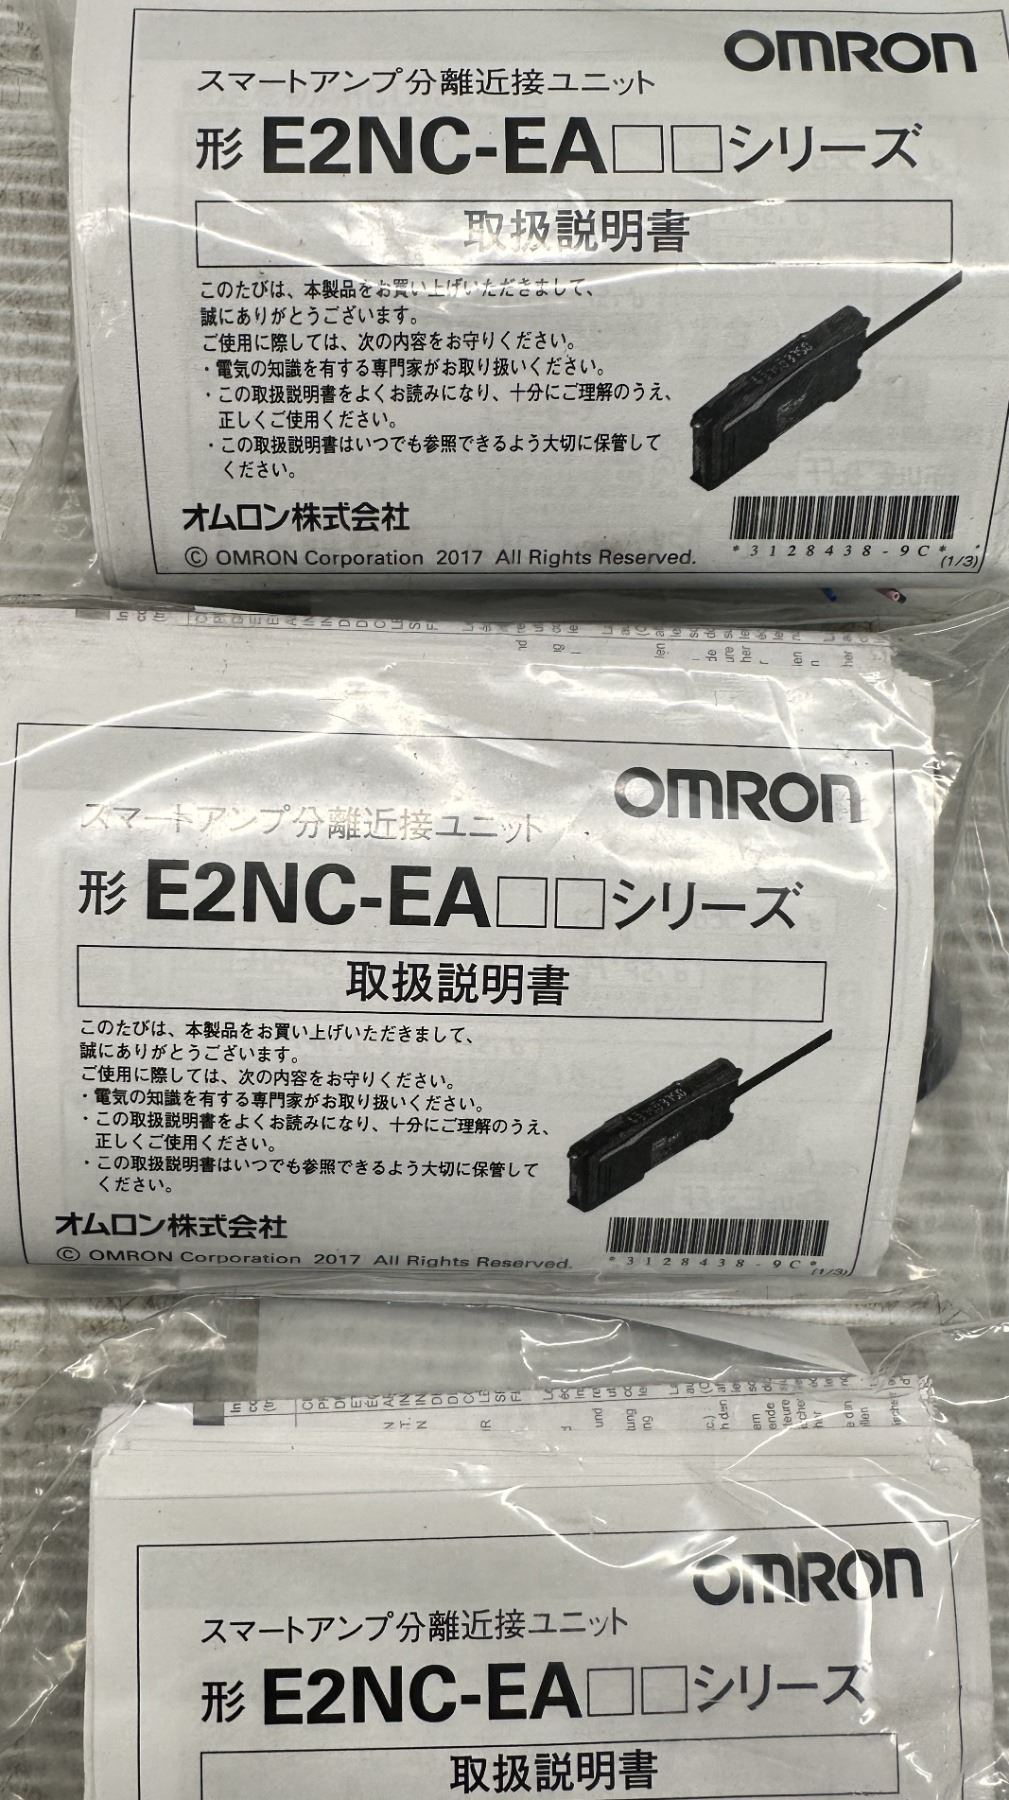 OMRON
スマートアンプ分離近接ユニット
形 E2NC-EA□□シリーズ
取扱説明書
このたびは、本製品をお買い上げいただきまして、
誠にありがとうございます。
ご使用に際しては、次の内容をお守りください。
・電気の知識を有する専門家がお取り扱いください。
・この取扱説明書をよくお読みになり、十分にご理解のうえ、
正しくご使用ください。
・この取扱説明書はいつでも参照できるよう大切に保管して
ください。
オムロン株式会社
© OMRON Corporation 2017 All Rights Reserved.
*3128438-9C*
(1/3)
OMRON
スマートアンプ分離近接ユニット
形 E2NC-EA□□シリーズ
取扱説明書
このたびは、本製品をお買い上げいただきまして、
誠にありがとうございます。
ご使用に際しては、次の内容をお守りください。
・電気の知識を有する専門家がお取り扱いください。
・この取扱説明書をよくお読みになり、十分にご理解のうえ、
正しくご使用ください。
・この取扱説明書はいつでも参照できるよう大切に保管して
ください。
オムロン株式会社
© OMRON Corporation 2017 All Rights Reserved.
*3128438-9C*
(1/3)
OMRON
スマートアンプ分離近接ユニット
形 E2NC-EA□□シリーズ
取扱説明書